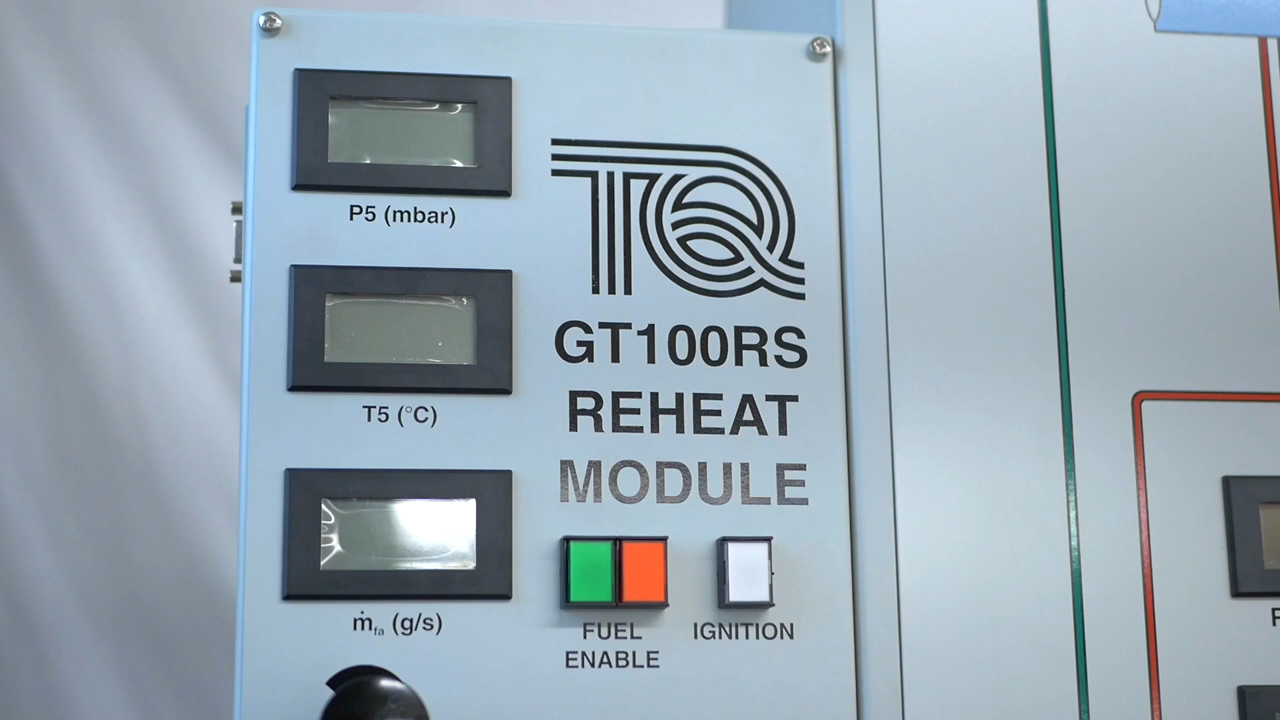 P5 (mbar)
T5 (°C)
ṁfa (g/s)
TQ
GT100RS
REHEAT
MODULE
FUEL
ENABLE
IGNITION